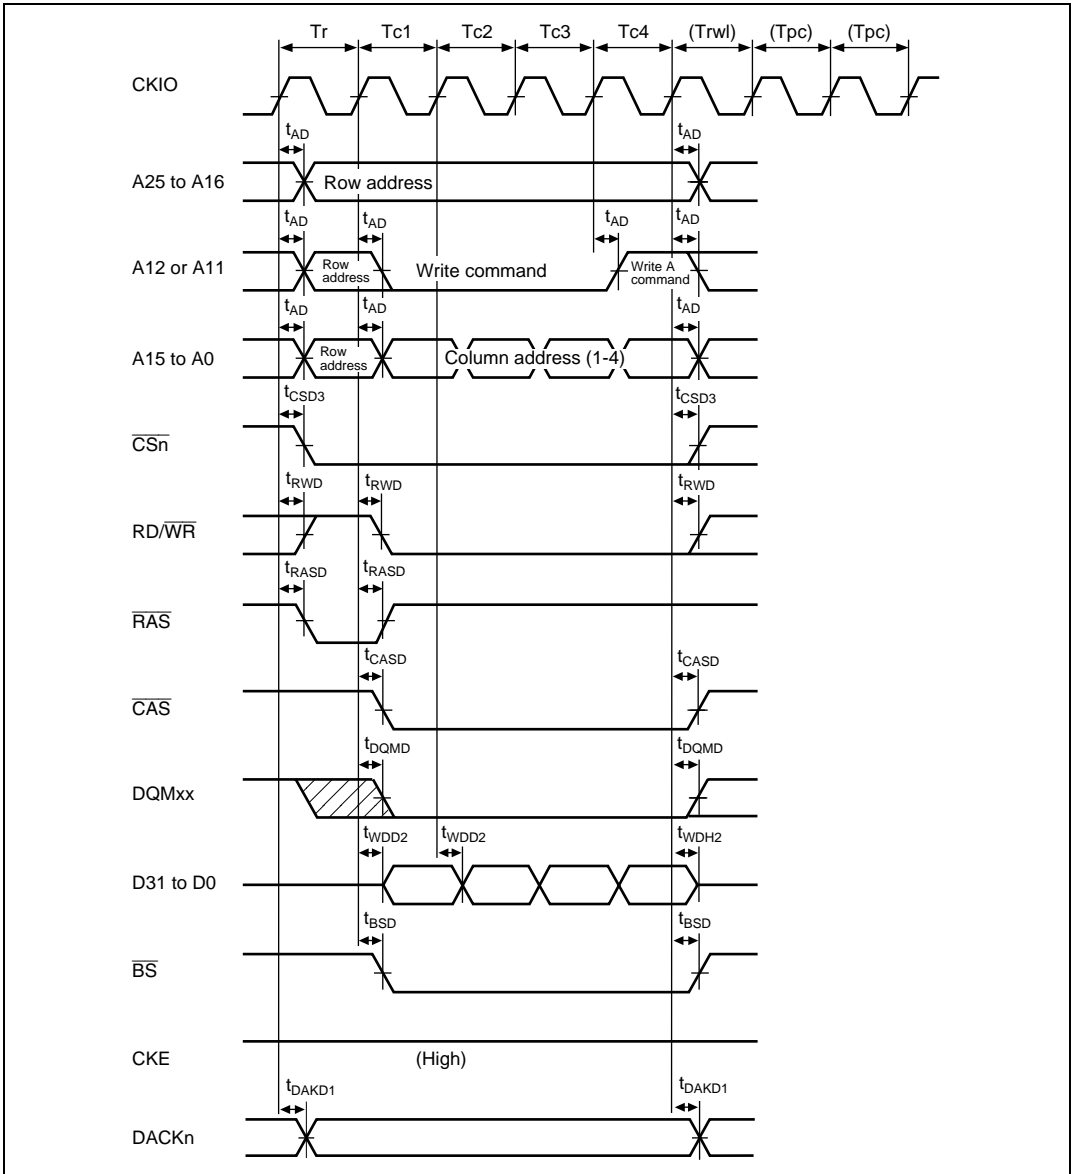 Tr Tc1 Tc2 Tc3 Tc4 (Trwl) (Tpc) (Tpc)
CKIO
tAD tAD
A25 to A16 Row address
tAD tAD tAD tAD
A12 or A11 Row address Write command Write A command
tAD tAD tAD
A15 to A0 Row address Column address (1-4)
tCSD3 tCSD3
CSn
tRWD tRWD tRWD
RD/WR
tRASD tRASD
RAS
tCASD tCASD
CAS
tDQMD tDQMD
DQMxx
tWDD2 tWDD2 tWDH2
D31 to D0
tBSD tBSD
BS
CKE (High)
tDAKD1 tDAKD1
DACKn